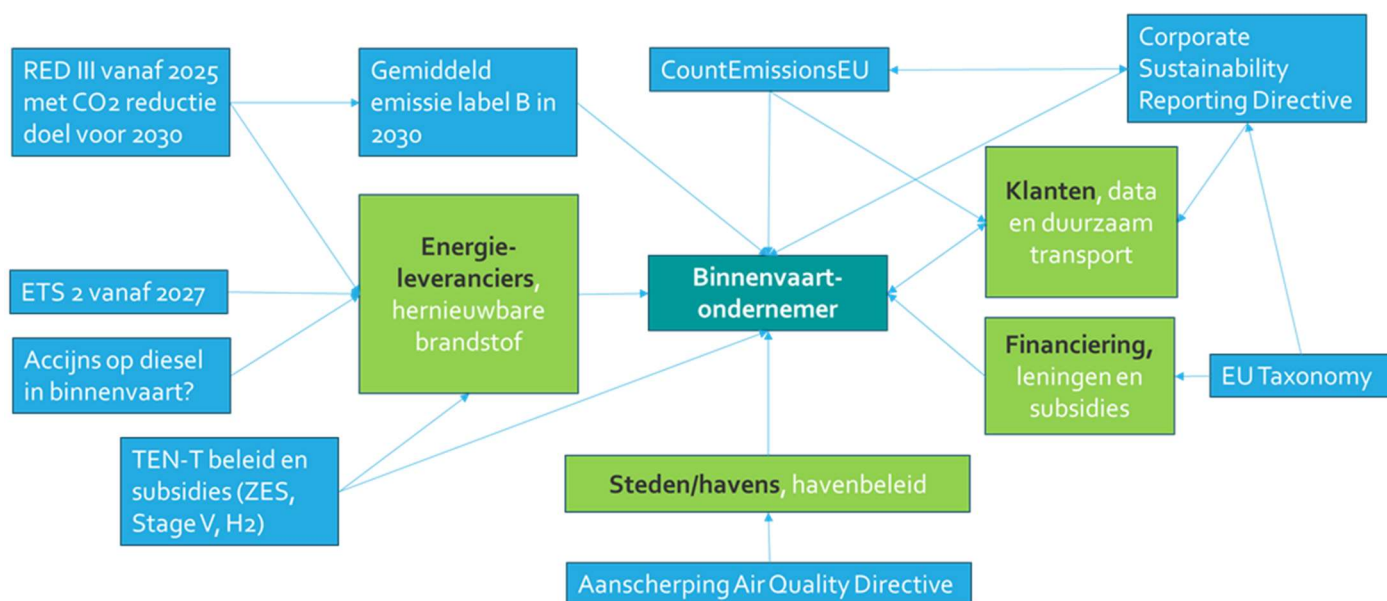 RED III vanaf 2025
met CO2 reductie
doel voor 2030
Gemiddeld
emissie label B in
2030
CountEmissionsEU
Corporate
Sustainability
Reporting Directive
Klanten, data
en duurzaam
transport
Energie-
leveranciers,
hernieuwbare
brandstof
Binnenvaart-
ondernemer
ETS 2 vanaf 2027
Accijns op diesel
in binnenvaart?
Financiering,
leningen en
subsidies
EU Taxonomy
TEN-T beleid en
subsidies (ZES,
Stage V, H2)
Steden/havens, havenbeleid
Aanscherping Air Quality Directive